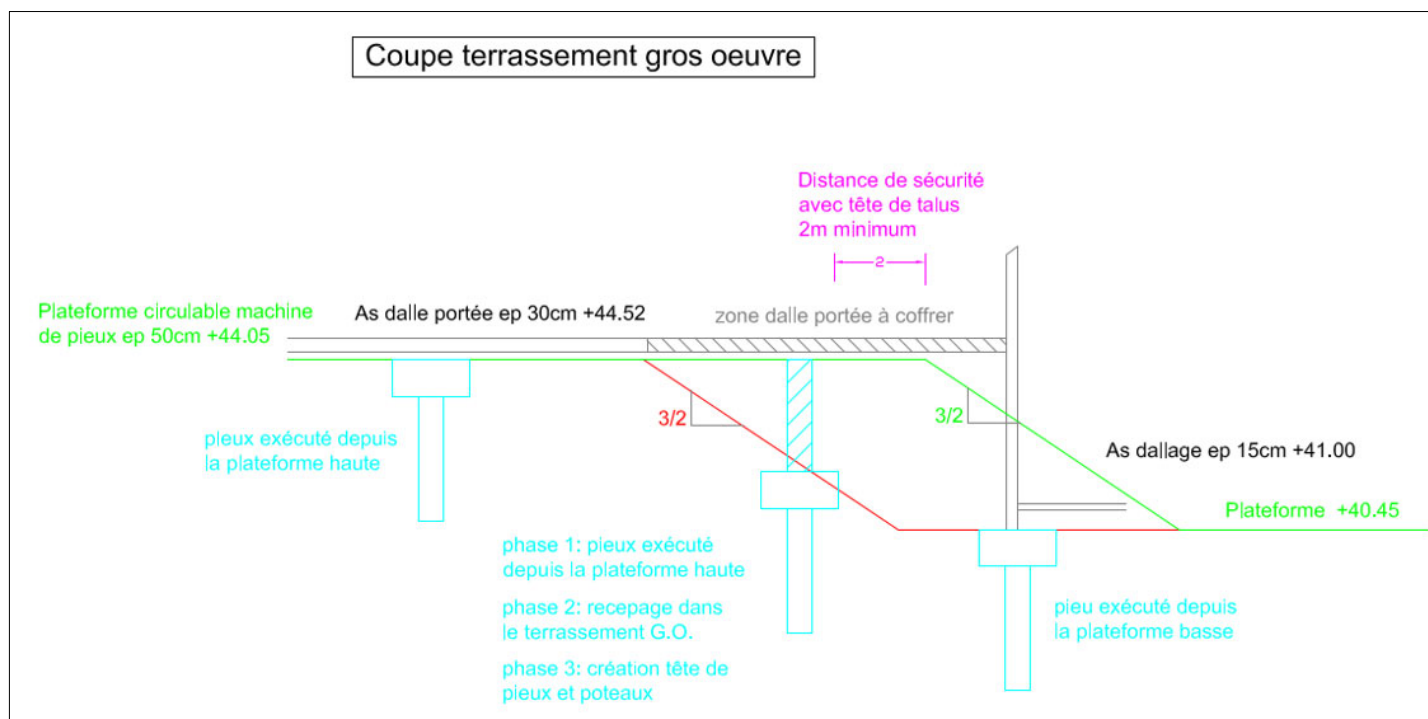 Coupe terrassement gros oeuvre
Distance de sécurité
avec tête de talus
2m minimum
2
Plateforme circulable machine
de pieux ep 50cm +44.05
As dalle portée ep 30cm +44.52
zone dalle portée à coffrer
3/2
3/2
pieux exécuté depuis
la plateforme haute
As dallage ep 15cm +41.00
Plateforme +40.45
phase 1: pieux exécuté
depuis la plateforme haute
phase 2: recepage dans
le terrassement G.O.
phase 3: création tête de
pieux et poteaux
pieu exécuté depuis
la plateforme basse